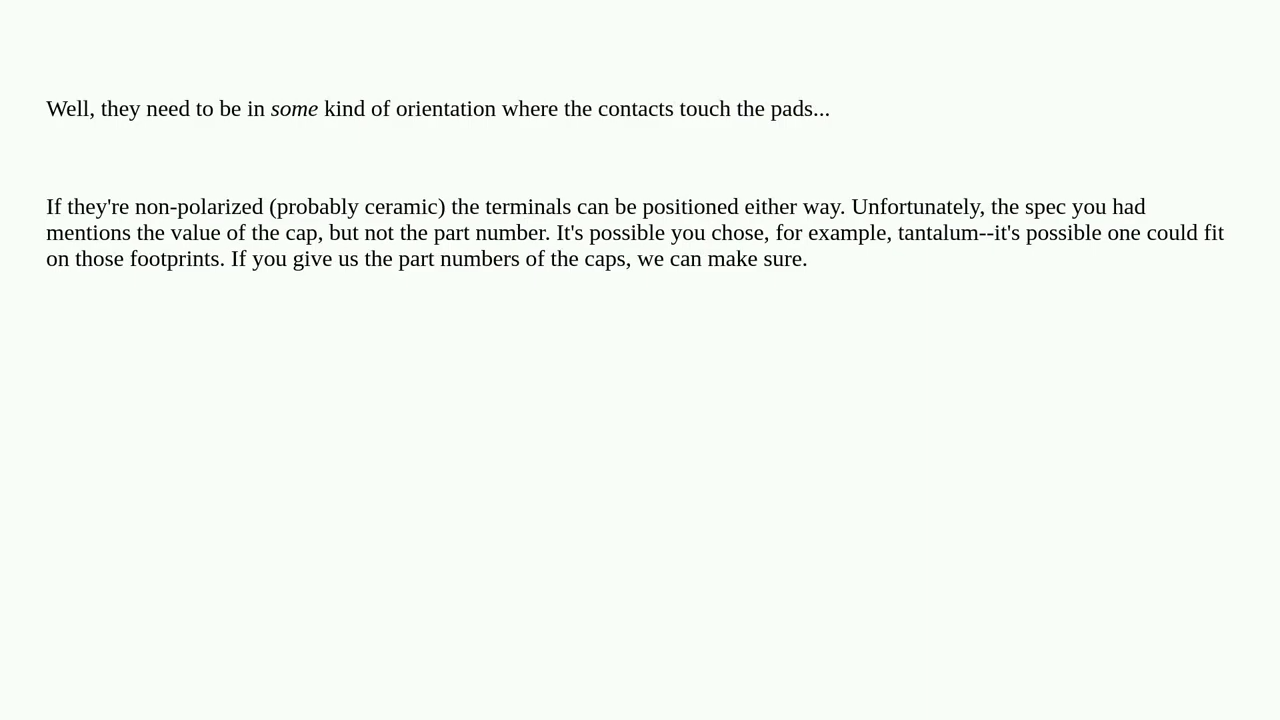 Well, they need to be in some kind of orientation where the contacts touch the pads...
If they're non-polarized (probably ceramic) the terminals can be positioned either way. Unfortunately, the spec you had
mentions the value of the cap, but not the part number. It's possible you chose, for example, tantalum--it's possible one could fit
on those footprints. If you give us the part numbers of the caps, we can make sure.